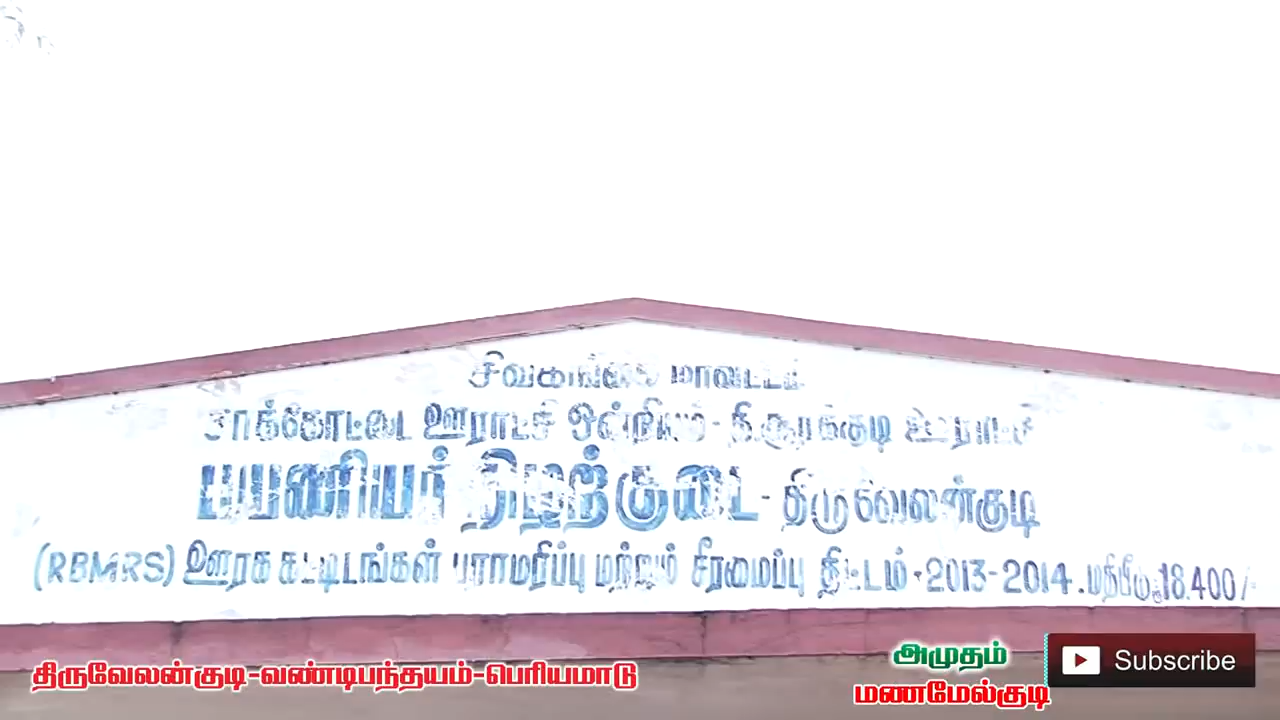 சிவகங்கை மாவட்டம்
சாக்கோட்டை ஊராட்சி ஒன்றியம் - திருமுக்குடி ஊராட்சி
பயணியர் நிழற்குடை - திருவேலன்குடி
(RBMRS) ஊரக கட்டிடங்கள் பராமரிப்பு மற்றும் சீரமைப்பு திட்டம் - 2013-2014. மதிப்பீடு ரூ.18.400/-
திருவேலன்குடி-வண்டிபந்தயம்-பெரியமாடு
அமுதம்
மணமேல்குடி
Subscribe